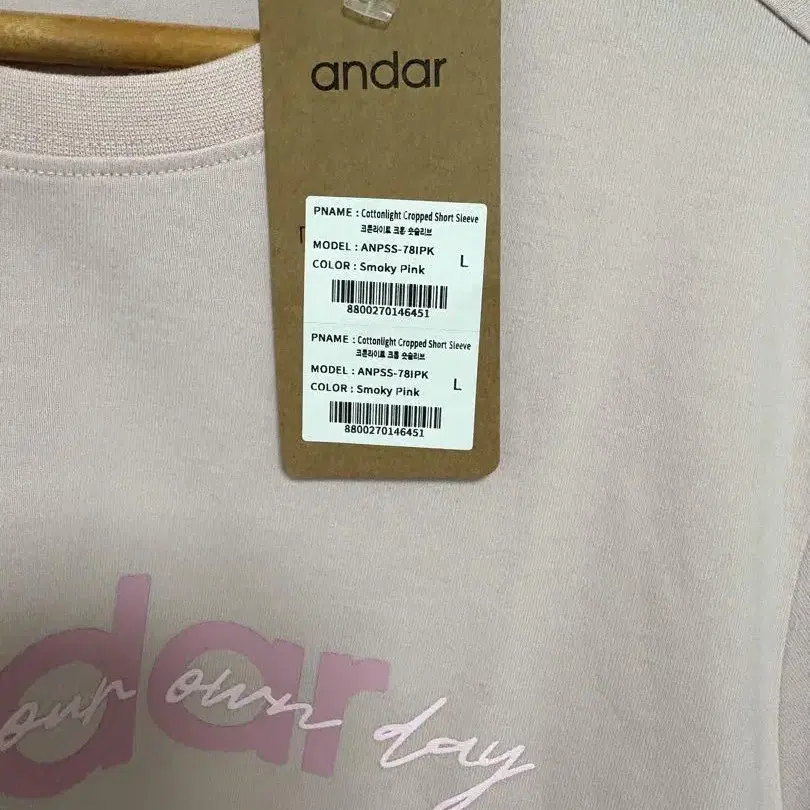 andar
PNAME : Cottonlight Cropped Short Sleeve
코튼라이트 크롭 숏슬리브
MODEL : ANPSS-78IPK
L
COLOR : Smoky Pink
8800270146451
PNAME : Cottonlight Cropped Short Sleeve
코튼라이트 크롭 숏슬리브
MODEL : ANPSS-78IPK
L
COLOR : Smoky Pink
8800270146451
dar
our own day